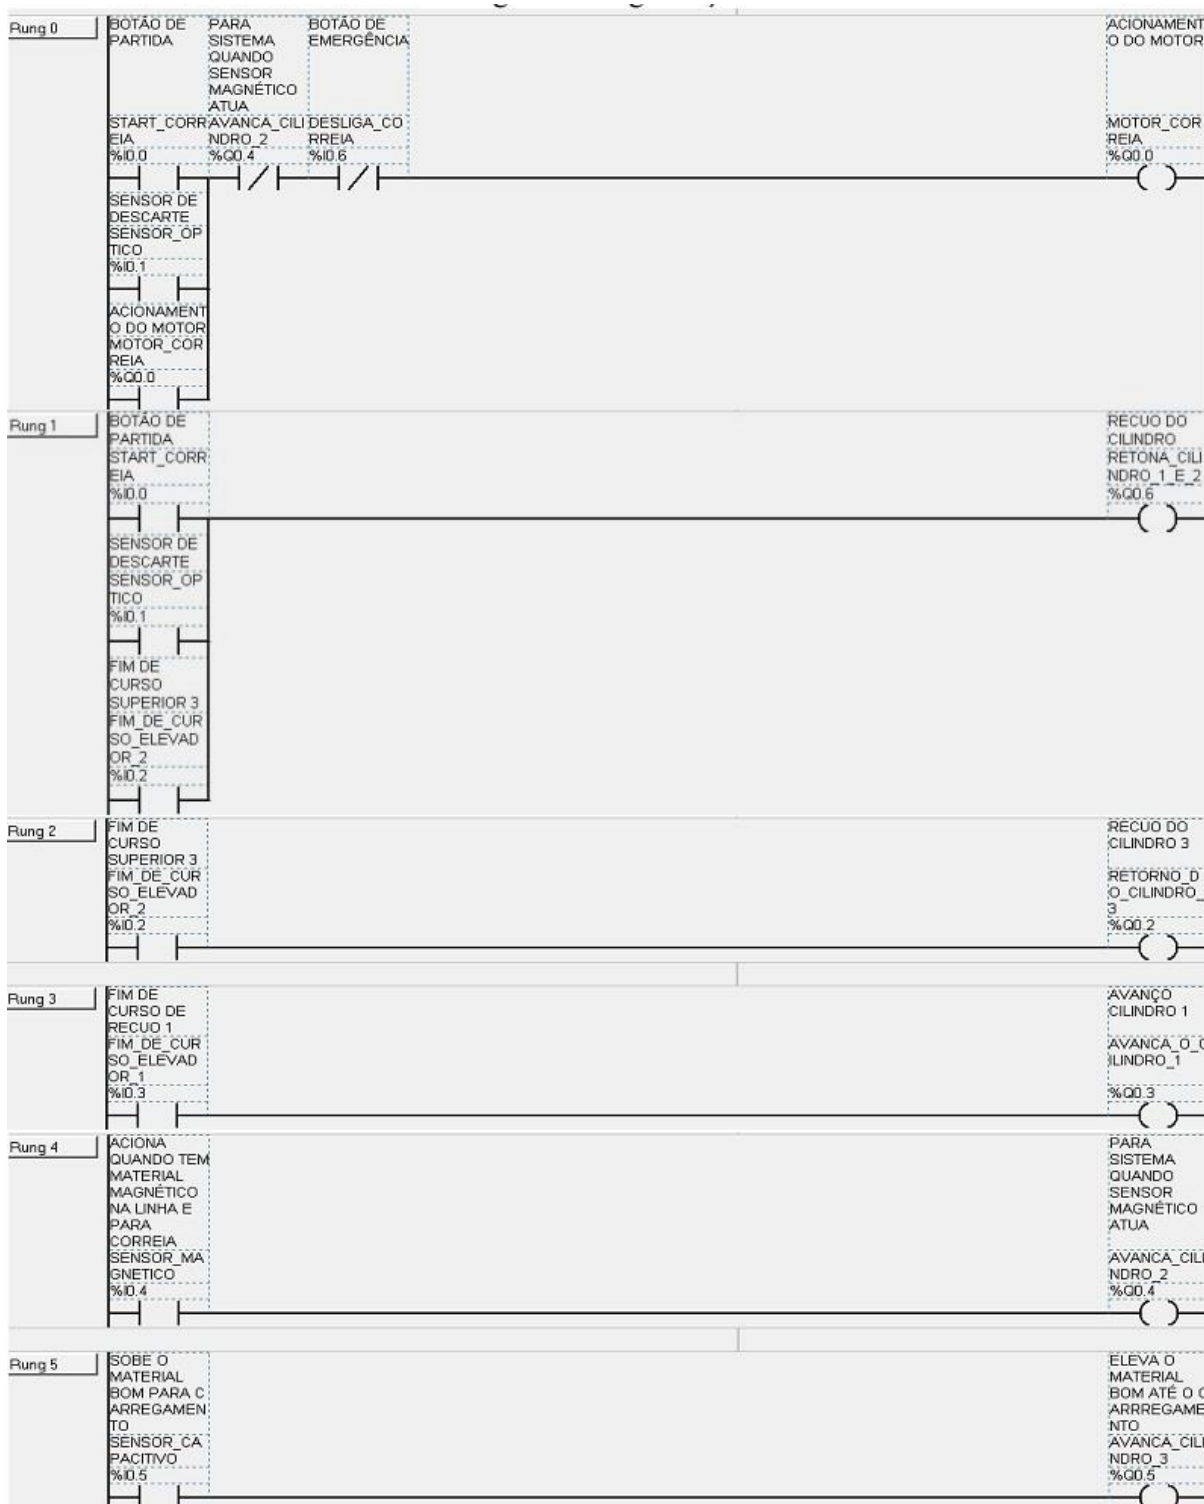 Rung 0
BOTÃO DE
PARTIDA
START_CORR
EIA
%I0.0
PARA
SISTEMA
QUANDO
SENSOR
MAGNÉTICO
ATUA
AVANCA_CILI
NDRO_2
%Q0.4
BOTÃO DE
EMERGÊNCIA
DESLIGA_CO
RREIA
%I0.6
ACIONAMENT
O DO MOTOR
MOTOR_COR
REIA
%Q0.0
SENSOR DE
DESCARTE
SENSOR_OP
TICO
%I0.1
ACIONAMENT
O DO MOTOR
MOTOR_COR
REIA
%Q0.0
Rung 1
BOTÃO DE
PARTIDA
START_CORR
EIA
%I0.0
RECUO DO
CILINDRO
RETONA_CILI
NDRO_1_E_2
%Q0.6
SENSOR DE
DESCARTE
SENSOR_OP
TICO
%I0.1
FIM DE
CURSO
SUPERIOR 3
FIM_DE_CUR
SO_ELEVAD
OR_2
%I0.2
Rung 2
FIM DE
CURSO
SUPERIOR 3
FIM_DE_CUR
SO_ELEVAD
OR_2
%I0.2
RECUO DO
CILINDRO 3
RETORNO_D
O_CILINDRO_
3
%Q0.2
Rung 3
FIM DE
CURSO DE
RECUO 1
FIM_DE_CUR
SO_ELEVAD
OR_1
%I0.3
AVANÇO
CILINDRO 1
AVANCA_O_C
ILINDRO_1
%Q0.3
Rung 4
ACIONA
QUANDO TEM
MATERIAL
MAGNÉTICO
NA LINHA E
PARA
CORREIA
SENSOR_MA
GNETICO
%I0.4
PARA
SISTEMA
QUANDO
SENSOR
MAGNÉTICO
ATUA
AVANCA_CILI
NDRO_2
%Q0.4
Rung 5
SOBE O
MATERIAL
BOM PARA C
ARREGAMEN
TO
SENSOR_CA
PACITIVO
%I0.5
ELEVA O
MATERIAL
BOM ATÉ O C
ARRREGAME
NTO
AVANCA_CILI
NDRO_3
%Q0.5